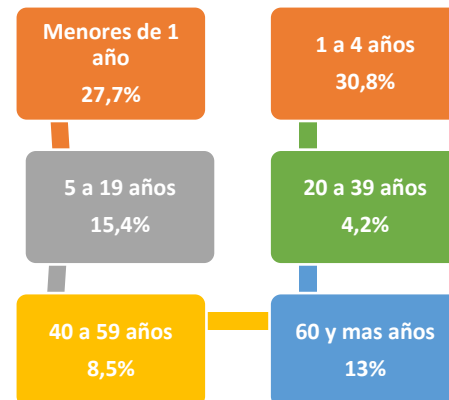 Menores de 1
año
27,7%
1 a 4 años
30,8%
5 a 19 años
15,4%
20 a 39 años
4,2%
40 a 59 años
8,5%
60 y mas años
13%